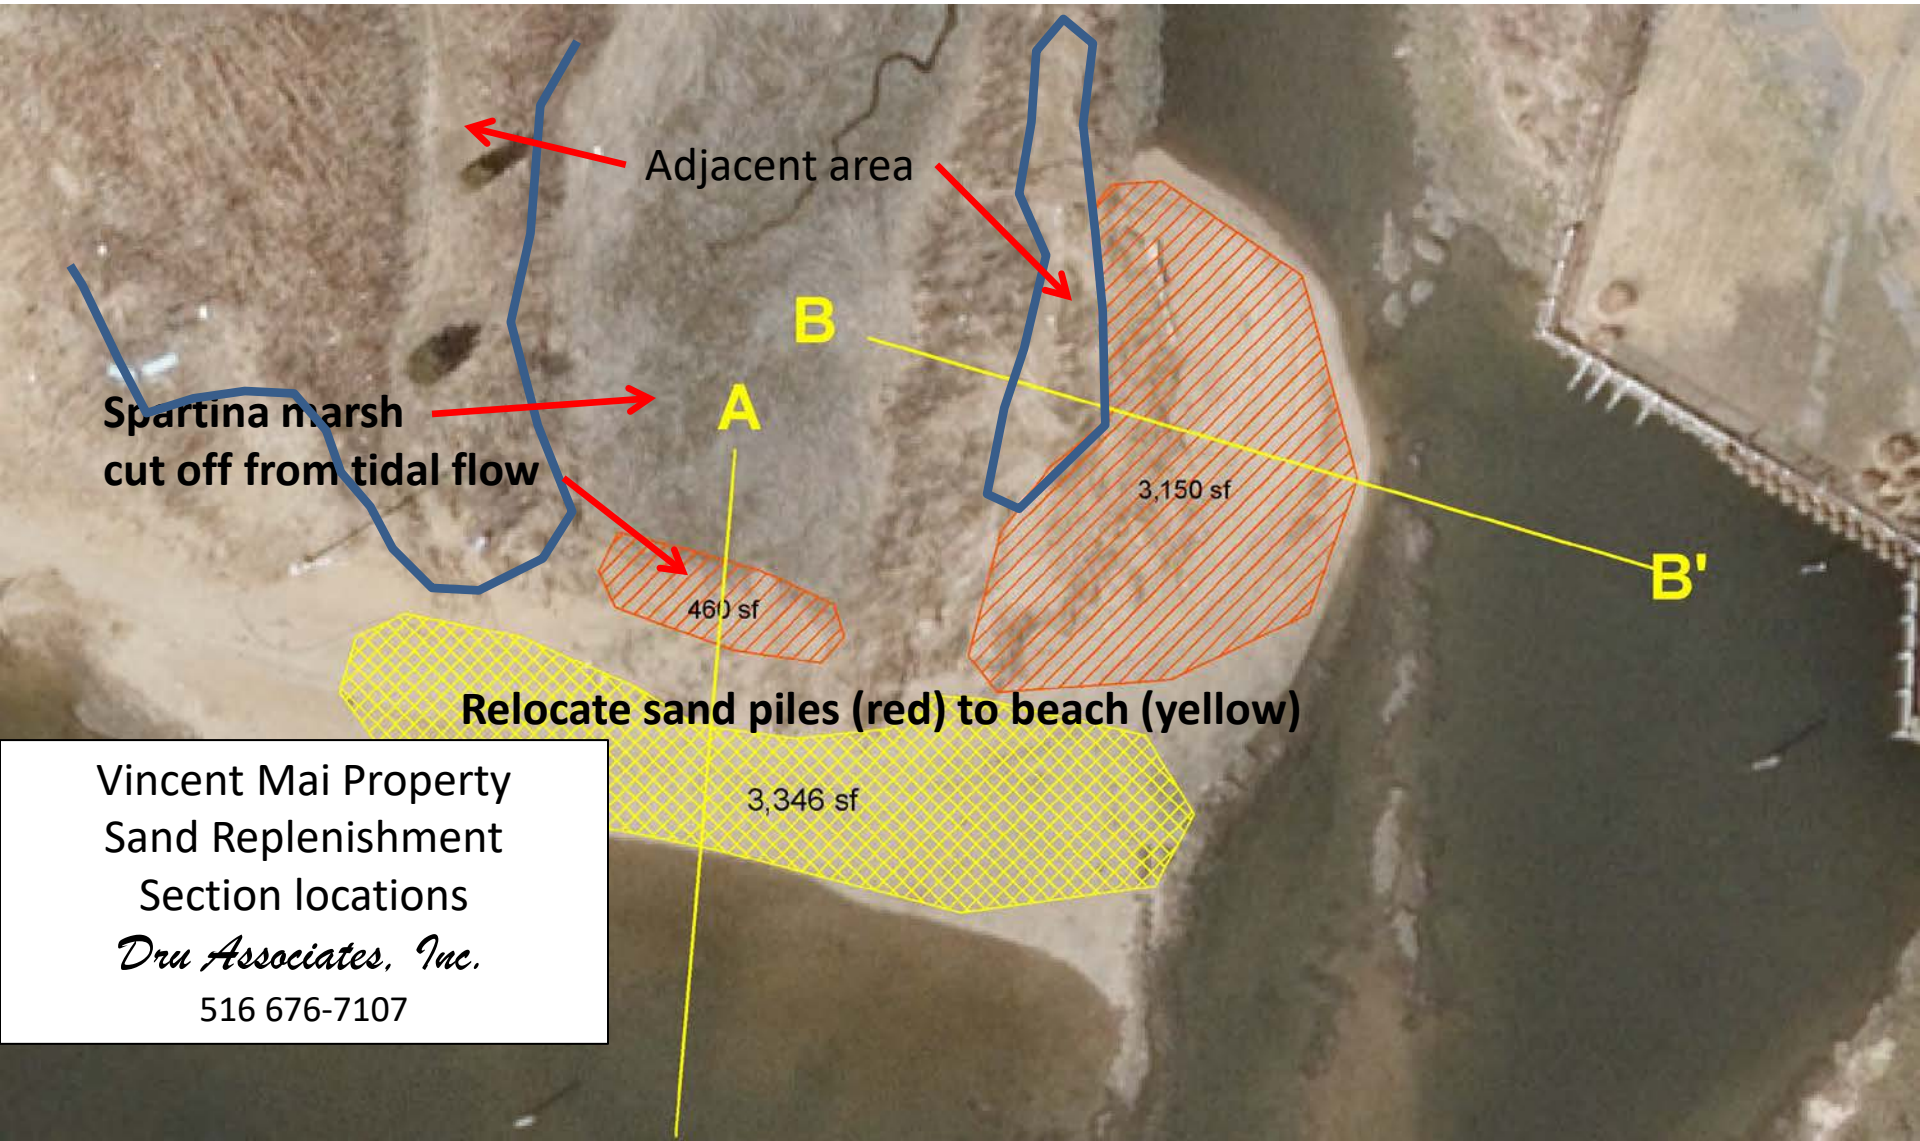 Adjacent area
B
A
Spartina marsh
cut off from tidal flow
3,150 sf
B'
460 sf
Relocate sand piles (red) to beach (yellow)
3,346 sf
Vincent Mai Property
Sand Replenishment
Section locations
Dru Associates, Inc.
516 676-7107